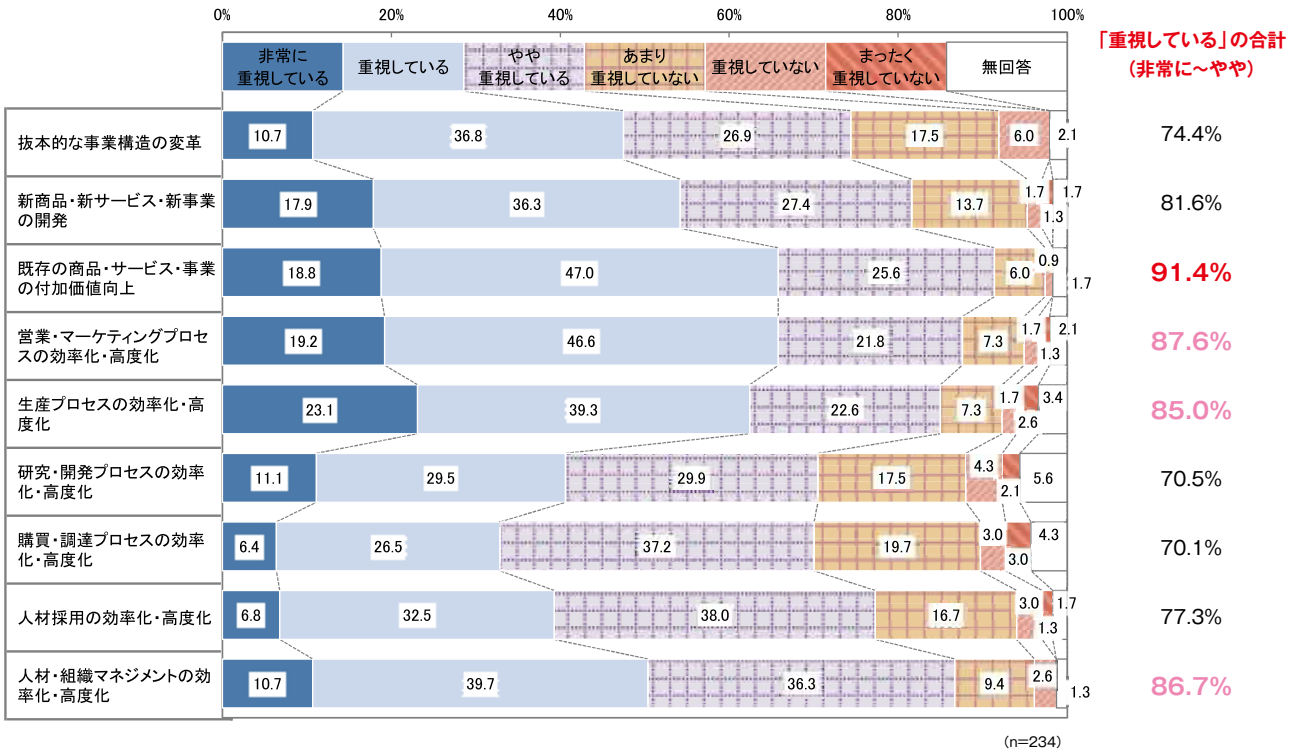 0%
20%
40%
60%
80%
100%
「重視している」の合計
(非常に～やや)
非常に
重視している
重視している
やや
重視している
あまり
重視していない
重視していない
まったく
重視していない
無回答
抜本的な事業構造の変革
10.7
36.8
26.9
17.5
6.0
2.1
74.4%
新商品・新サービス・新事業
の開発
17.9
36.3
27.4
13.7
1.7
1.3
1.7
81.6%
既存の商品・サービス・事業
の付加価値向上
18.8
47.0
25.6
6.0
0.9
1.7
91.4%
営業・マーケティングプロセ
スの効率化・高度化
19.2
46.6
21.8
7.3
1.7
1.3
2.1
87.6%
生産プロセスの効率化・高
度化
23.1
39.3
22.6
7.3
1.7
2.6
3.4
85.0%
研究・開発プロセスの効率
化・高度化
11.1
29.5
29.9
17.5
4.3
2.1
5.6
70.5%
購買・調達プロセスの効率
化・高度化
6.4
26.5
37.2
19.7
3.0
3.0
4.3
70.1%
人材採用の効率化・高度化
6.8
32.5
38.0
16.7
3.0
1.3
1.7
77.3%
人材・組織マネジメントの効
率化・高度化
10.7
39.7
36.3
9.4
2.6
1.3
86.7%
(n=234)